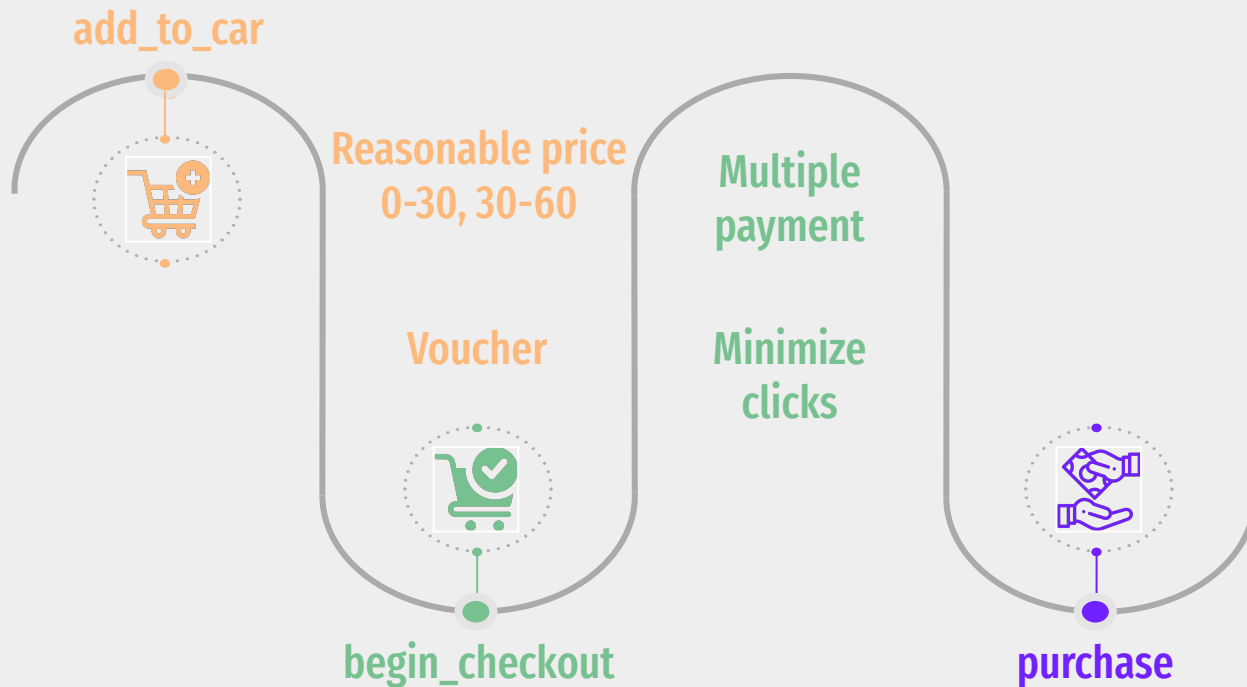 add_to_car
Reasonable price
0-30, 30-60
Voucher
begin_checkout
Multiple
payment
Minimize
clicks
purchase